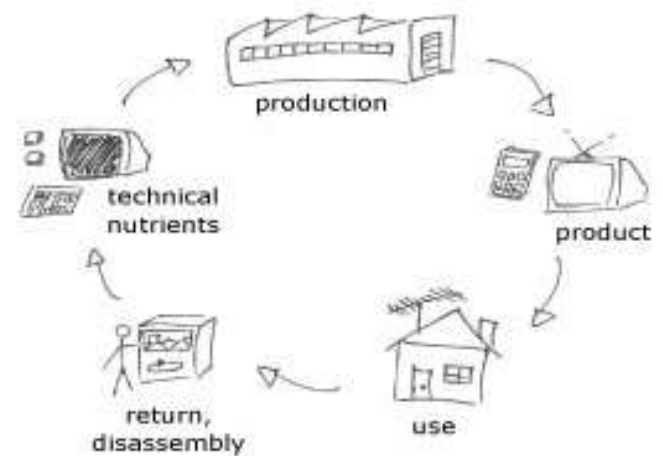 production
product
use
return,
disassembly
technical
nutrients